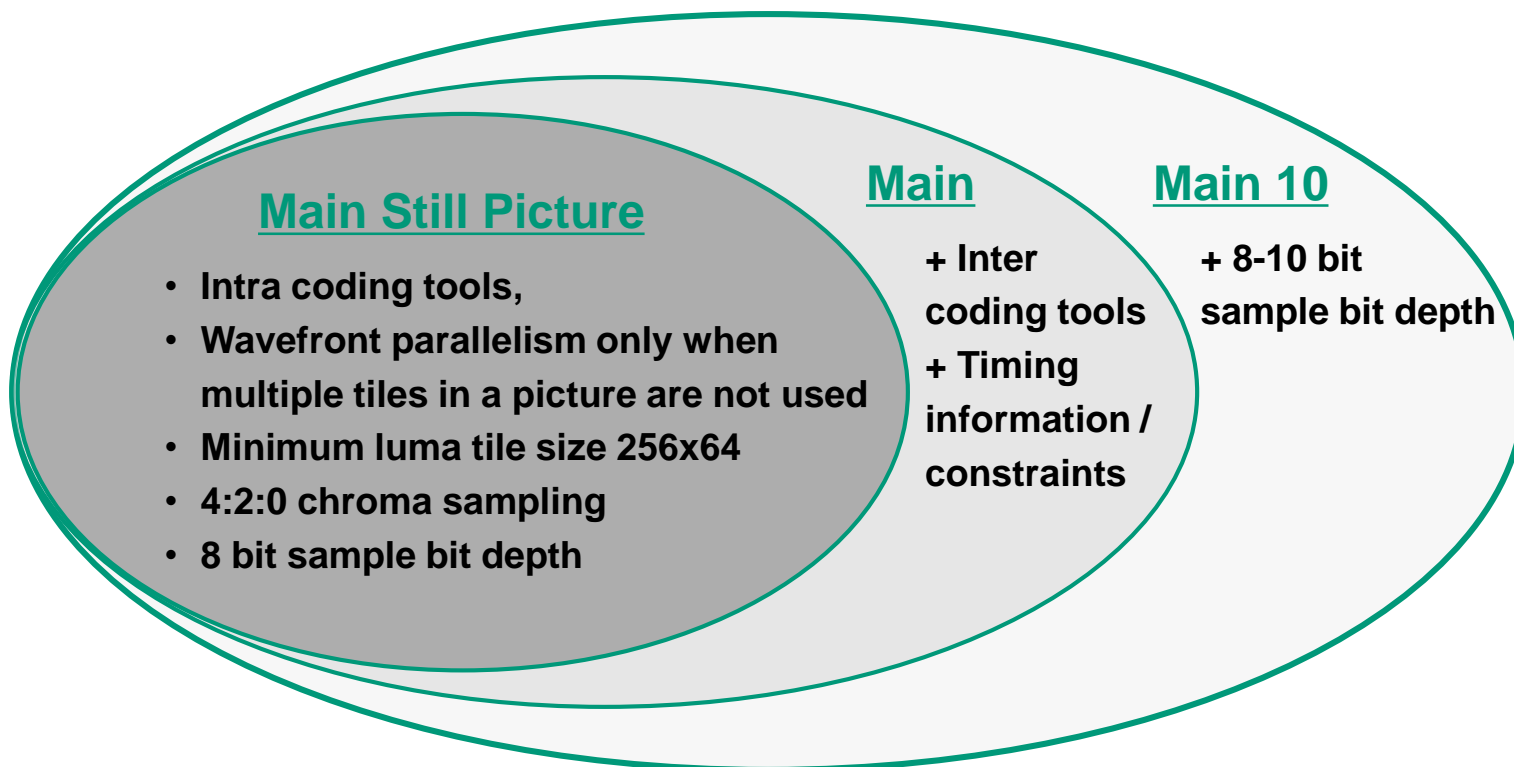 Main Still Picture
• Intra coding tools,
• Wavefront parallelism only when
multiple tiles in a picture are not used
• Minimum luma tile size 256x64
• 4:2:0 chroma sampling
• 8 bit sample bit depth
Main
+ Inter
coding tools
+ Timing
information /
constraints
Main 10
+ 8-10 bit
sample bit depth